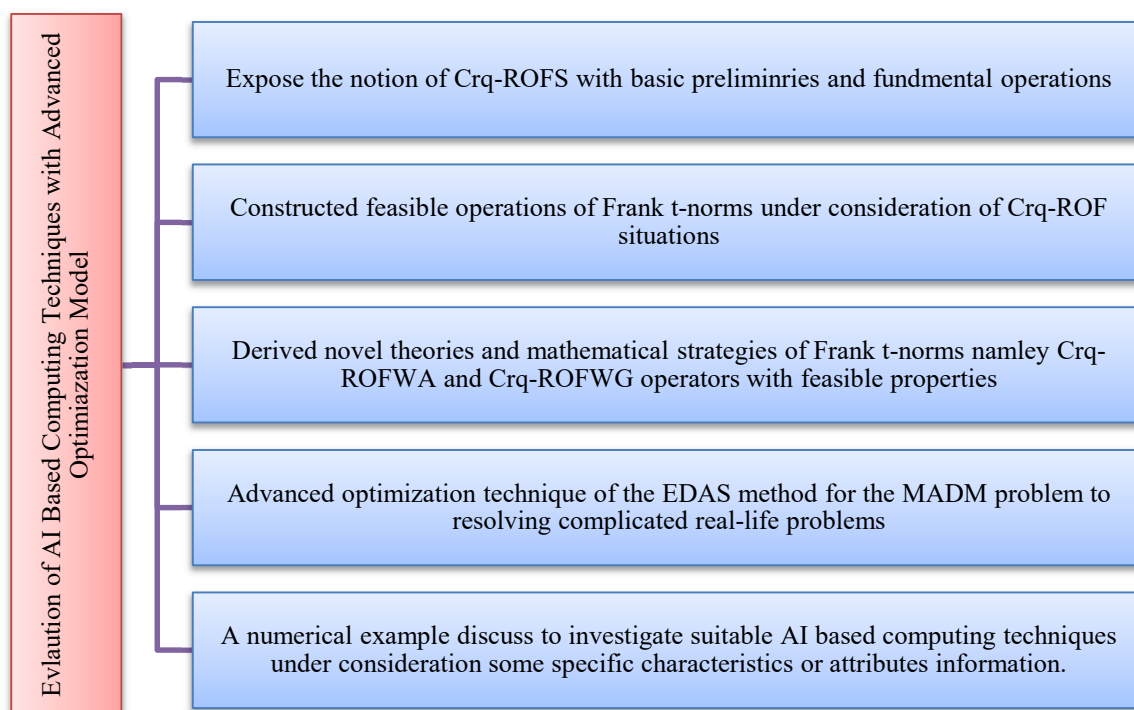 Evlaution of AI Based Computing Techniques with Advanced
Optimiazation Model
Expose the notion of Crq-ROFS with basic preliminries and fundmental operations
Constructed feasible operations of Frank t-norms under consideration of Crq-ROF
situations
Derived novel theories and mathematical strategies of Frank t-norms namley Crq-
ROFWA and Crq-ROFWG operators with feasible properties
Advanced optimization technique of the EDAS method for the MADM problem to
resolving complicated real-life problems
A numerical example discuss to investigate suitable AI based computing techniques
under consideration some specific characteristics or attributes information.